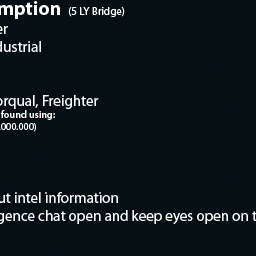 mption (5 LY Bridge)
er
dustrial
orqual, Freighter
found using:
.000.000)
ut intel information
gence chat open and keep eyes open on t